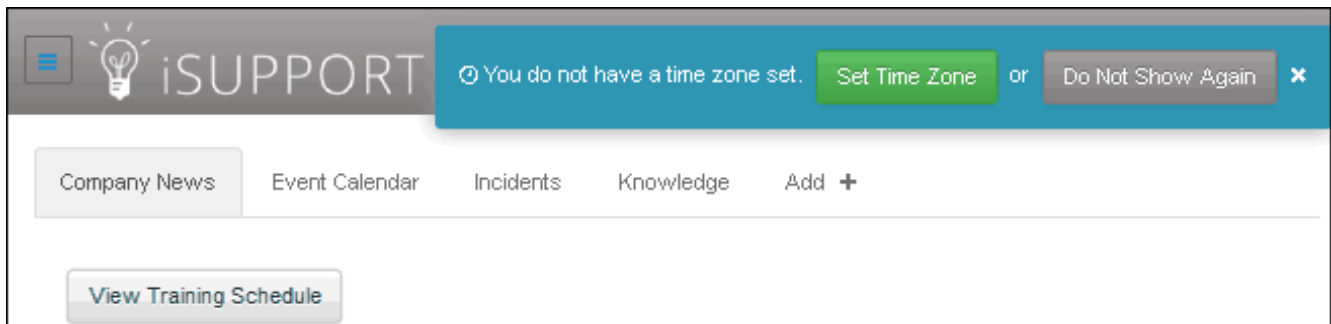 iSUPPORT
You do not have a time zone set. Set Time Zone or Do Not Show Again
Company News Event Calendar Incidents Knowledge Add +
View Training Schedule